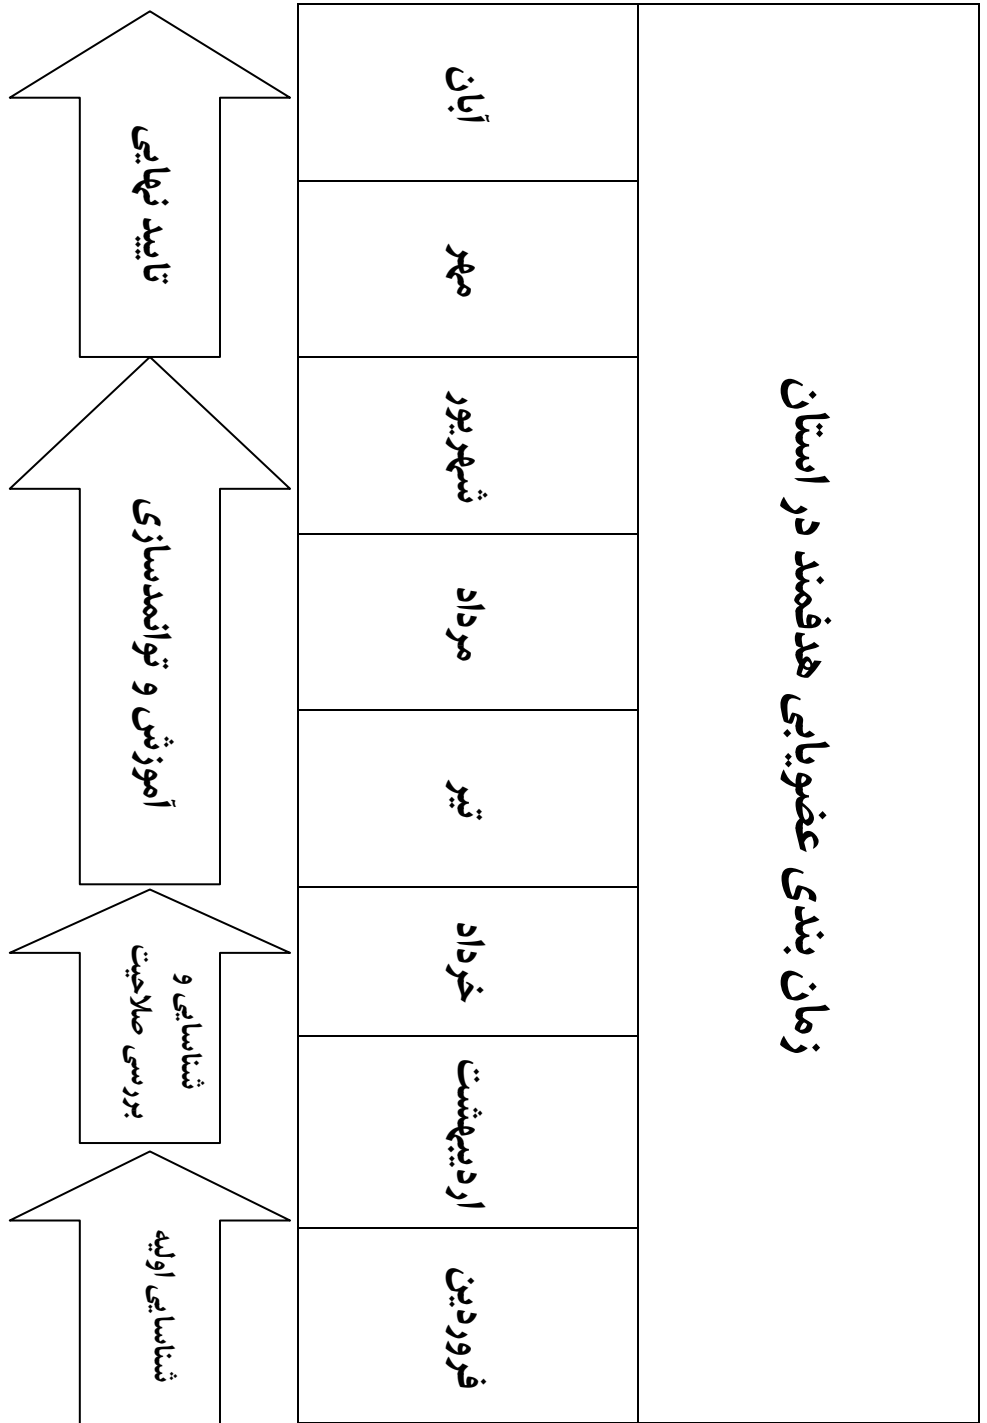 زمان بندی عضویابی هدفمند در استان
فروردین
اردیبهشت
خرداد
تیر
مرداد
شهریور
مهر
آبان
شناسایی اولیه
شناسایی و
بررسی صلاحیت
آموزش و توانمدسازی
تایید نهایی